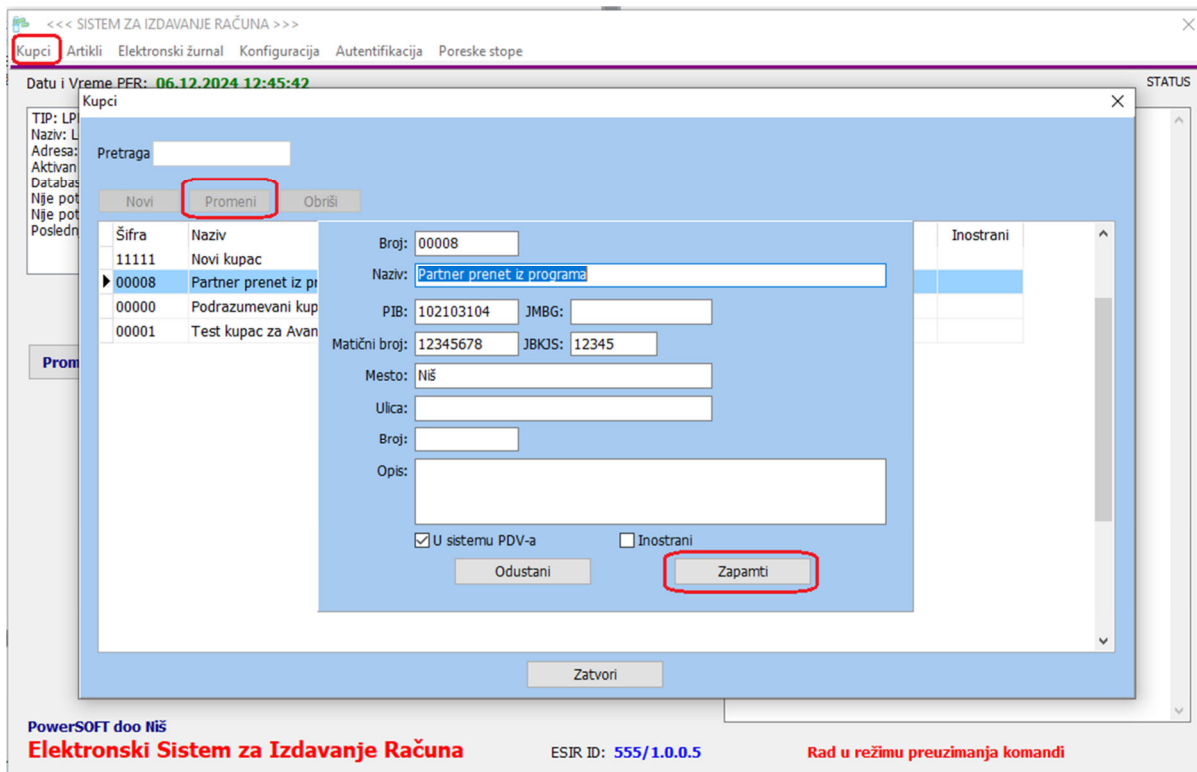 <<< SISTEM ZA IZDAVANJE RAČUNA >>>
Kupci Artikli Elektronski žurnal Konfiguracija Autentifikacija Poreske stope
Datu i Vreme PFR: 06.12.2024 12:45:42 STATUS
Kupci
TIP: LP
Naziv: L
Adresa:
Aktivan
Databas
Nije pot
Nije pot
Posledn
Prom
Pretraga
Novi Promeni Obriši
Šifra Naziv Inostrani
11111 Novi kupac
00008 Partner prenet iz pr
00000 Podrazumevani kup
00001 Test kupac za Avan
Broj: 00008
Naziv: Partner prenet iz programa
PIB: 102103104 JMBG:
Matični broj: 12345678 JBKJS: 12345
Mesto: Niš
Ulica:
Broj:
Opis:
U sistemu PDV-a Inostrani
Odustani Zapamti
Zatvori
PowerSOFT doo Niš
Elektronski Sistem za Izdavanje Računa ESIR ID: 555/1.0.0.5 Rad u režimu preuzimanja komandi